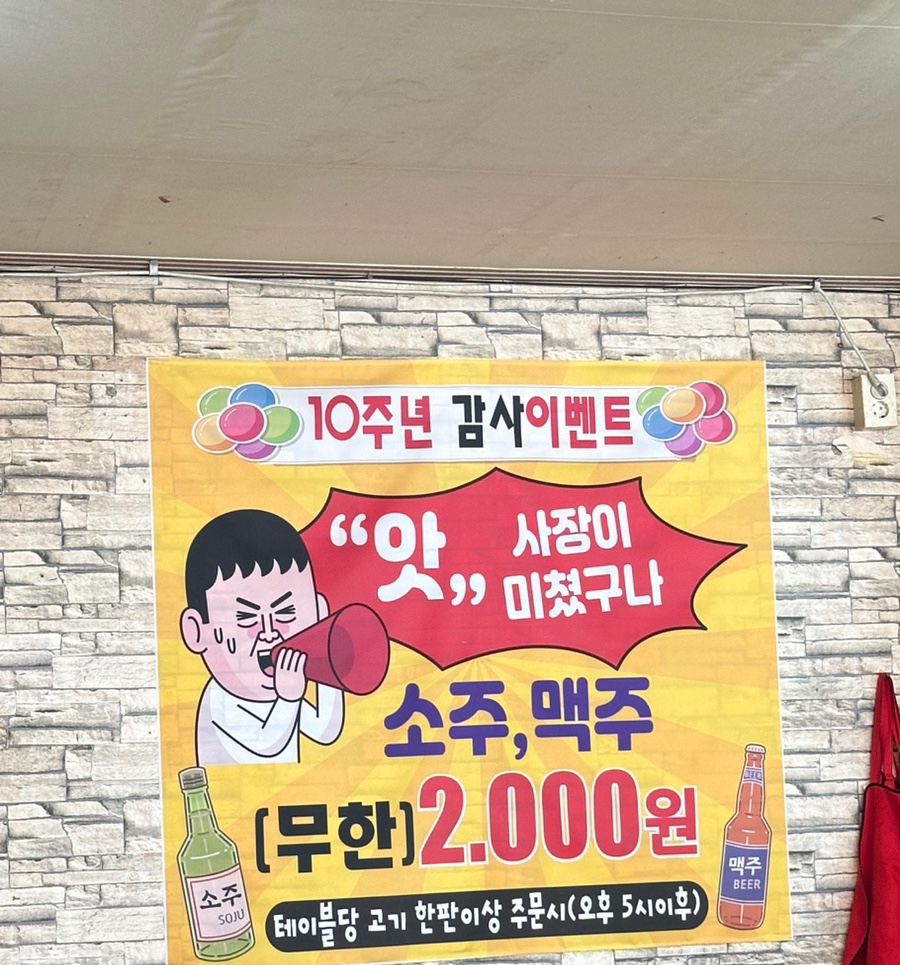 10주년 감사이벤트
“앗”
사장이
미쳤구나
소주,맥주
(무한)2.000원
테이블당 고기 한판이상 주문시(오후 5시이후)
소주
SOJU
BEER
맥주
BEER